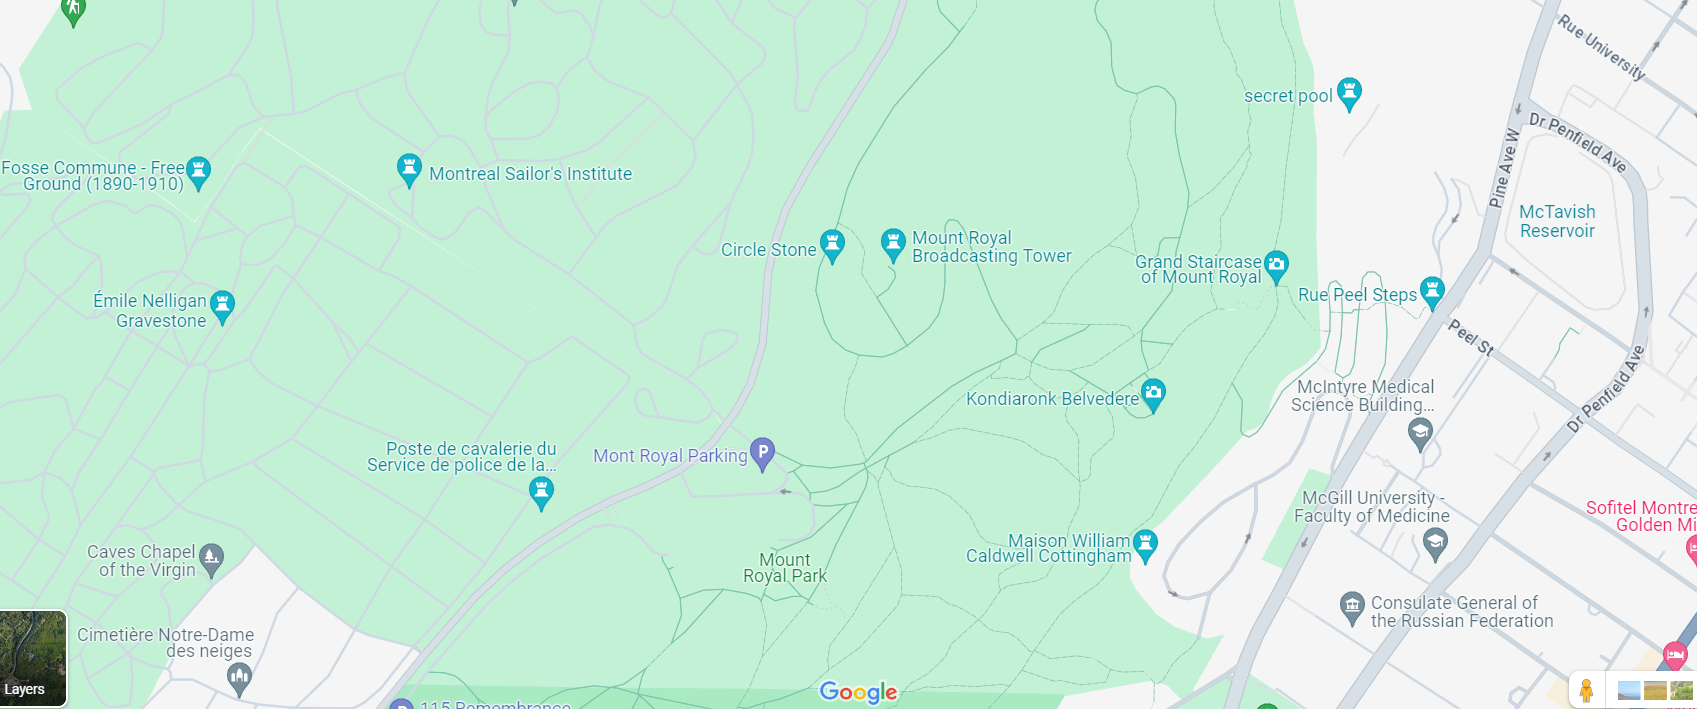 Rue University
secret pool
Dr Penfield Ave
Pine Ave W
Fosse Commune - Free
Ground (1890-1910)
Montreal Sailor's Institute
McTavish
Reservoir
Circle Stone
Mount Royal
Broadcasting Tower
Grand Staircase
of Mount Royal
Rue Peel Steps
Émile Nelligan
Gravestone
Peel St
Dr Penfield Ave
Kondiaronk Belvedere
McIntyre Medical
Science Building...
Poste de cavalerie du
Service de police de la...
Mont Royal Parking
P
McGill University -
Faculty of Medicine
Sofitel Montre
Golden Mi
Caves Chapel
of the Virgin
Maison William
Caldwell Cottingham
Mount
Royal Park
Consulate General of
the Russian Federation
Cimetière Notre-Dame
des neiges
Layers
Google
115 Remembrance